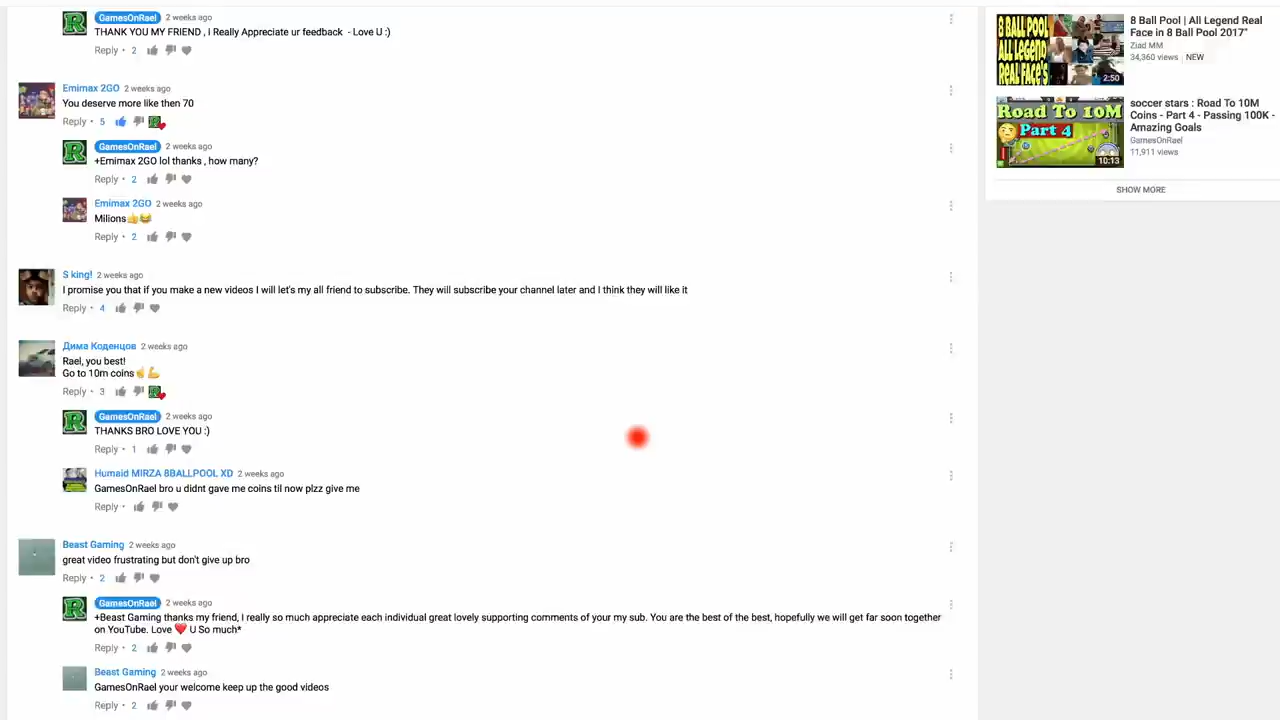 GamesOnRael 2 weeks ago
THANK YOU MY FRIEND , i Really Appreciate ur feedback - Love U :)
Reply · 2
Emimax 2GO 2 weeks ago
You deserve more like then 70
Reply · 5
GamesOnRael 2 weeks ago
+Emimax 2GO lol thanks , how many?
Reply · 2
Emimax 2GO 2 weeks ago
Milions👍😂
Reply · 2
S king! 2 weeks ago
I promise you that if you make a new videos I will let's my all friend to subscribe. They will subscribe your channel later and I think they will like it
Reply · 4
Дима Коденцов 2 weeks ago
Rael, you best!
Go to 10m coins☝💪
Reply · 3
GamesOnRael 2 weeks ago
THANKS BRO LOVE YOU :)
Reply · 1
Humaid MIRZA 8BALLPOOL XD 2 weeks ago
GamesOnRael bro u didnt gave me coins til now plzz give me
Reply ·
Beast Gaming 2 weeks ago
great video frustrating but don't give up bro
Reply · 2
GamesOnRael 2 weeks ago
+Beast Gaming thanks my friend, i really so much appreciate each individual great lovely supporting comments of your my sub. You are the best of the best, hopefully we will get far soon together
on YouTube. Love ❤ U So much*
Reply · 2
Beast Gaming 2 weeks ago
GamesOnRael your welcome keep up the good videos
Reply · 2
8 BALL POOL
ALL LEGEND
REAL FACE'S
2:50
8 Ball Pool | All Legend Real
Face in 8 Ball Pool 2017"
Ziad MM
34,360 views NEW
Road To 10M
Part 4
10:13
soccer stars : Road To 10M
Coins - Part 4 - Passing 100K -
Amazing Goals
GamesOnRael
11,911 views
SHOW MORE